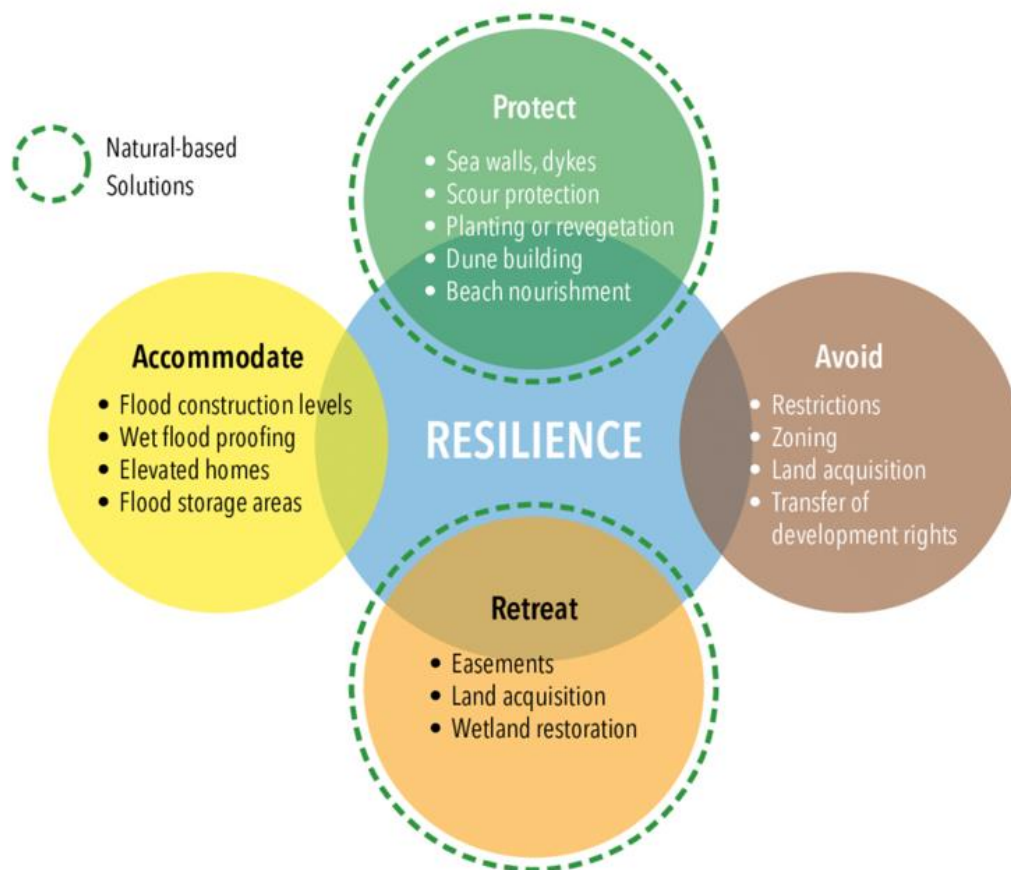 Natural-based
Solutions
Protect
• Sea walls, dykes
• Scour protection
• Planting or revegetation
• Dune building
• Beach nourishment
Accommodate
• Flood construction levels
• Wet flood proofing
• Elevated homes
• Flood storage areas
RESILIENCE
Avoid
• Restrictions
• Zoning
• Land acquisition
• Transfer of
development rights
Retreat
• Easements
• Land acquisition
• Wetland restoration